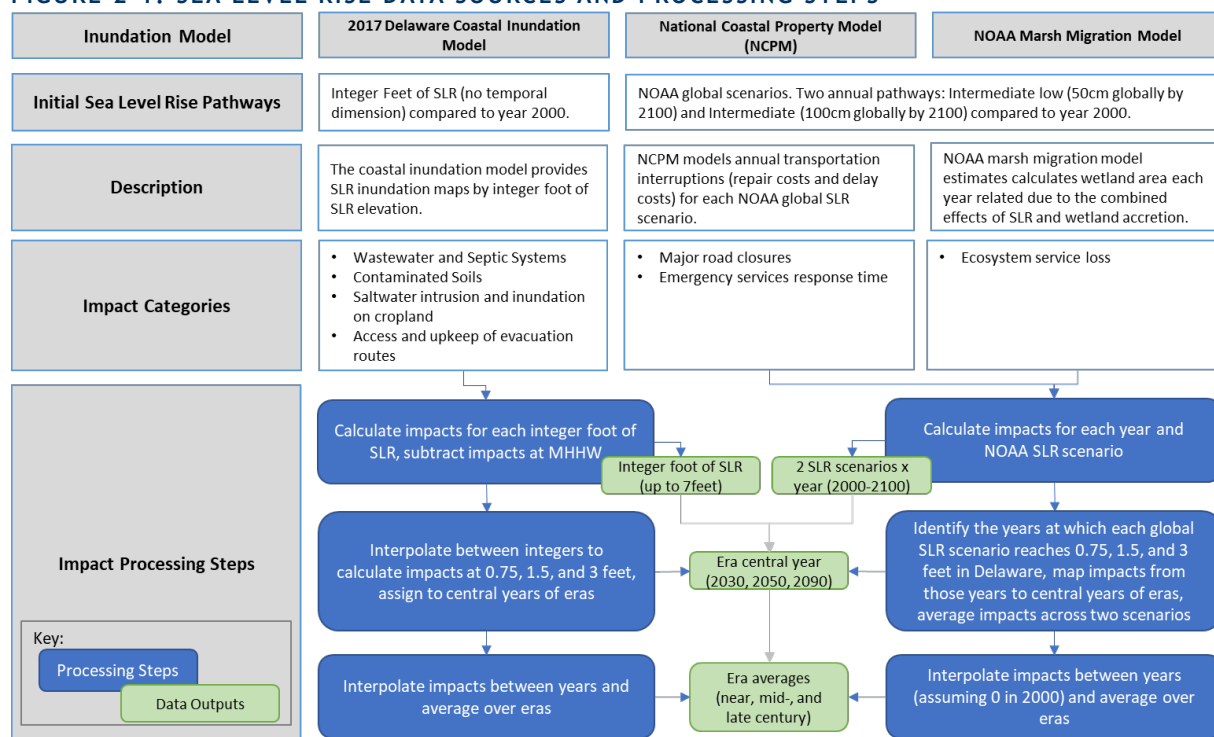 FIGURE 2-1. SEA LEVEL RISE DATA SOURCES AND PROCESSING STEPS
Inundation Model
2017 Delaware Coastal Inundation
Model
National Coastal Property Model
(NCPM)
NOAA Marsh Migration Model
Initial Sea Level Rise Pathways
Integer Feet of SLR (no temporal
dimension) compared to year 2000.
NOAA global scenarios. Two annual pathways: Intermediate low (50cm globally by
2100) and Intermediate (100cm globally by 2100) compared to year 2000.
Description
The coastal inundation model provides
SLR inundation maps by integer foot of
SLR elevation.
NCPM models annual transportation
interruptions (repair costs and delay
costs) for each NOAA global SLR
scenario.
NOAA marsh migration model
estimates calculates wetland area each
year related due to the combined
effects of SLR and wetland accretion.
Impact Categories
• Wastewater and Septic Systems
• Contaminated Soils
• Saltwater intrusion and inundation
on cropland
• Access and upkeep of evacuation
routes
• Major road closures
• Emergency services response time
• Ecosystem service loss
Impact Processing Steps
Calculate impacts for each integer foot of
SLR, subtract impacts at MHHW
Integer foot of SLR
(up to 7feet)
2 SLR scenarios x
year (2000-2100)
Calculate impacts for each year and
NOAA SLR scenario
Interpolate between integers to
calculate impacts at 0.75, 1.5, and 3 feet,
assign to central years of eras
Era central year
(2030, 2050, 2090)
Identify the years at which each global
SLR scenario reaches 0.75, 1.5, and 3
feet in Delaware, map impacts from
those years to central years of eras,
average impacts across two scenarios
Interpolate impacts between years and
average over eras
Era averages
(near, mid-, and
late century)
Interpolate impacts between years
(assuming 0 in 2000) and average over
eras
Key:
Processing Steps
Data Outputs